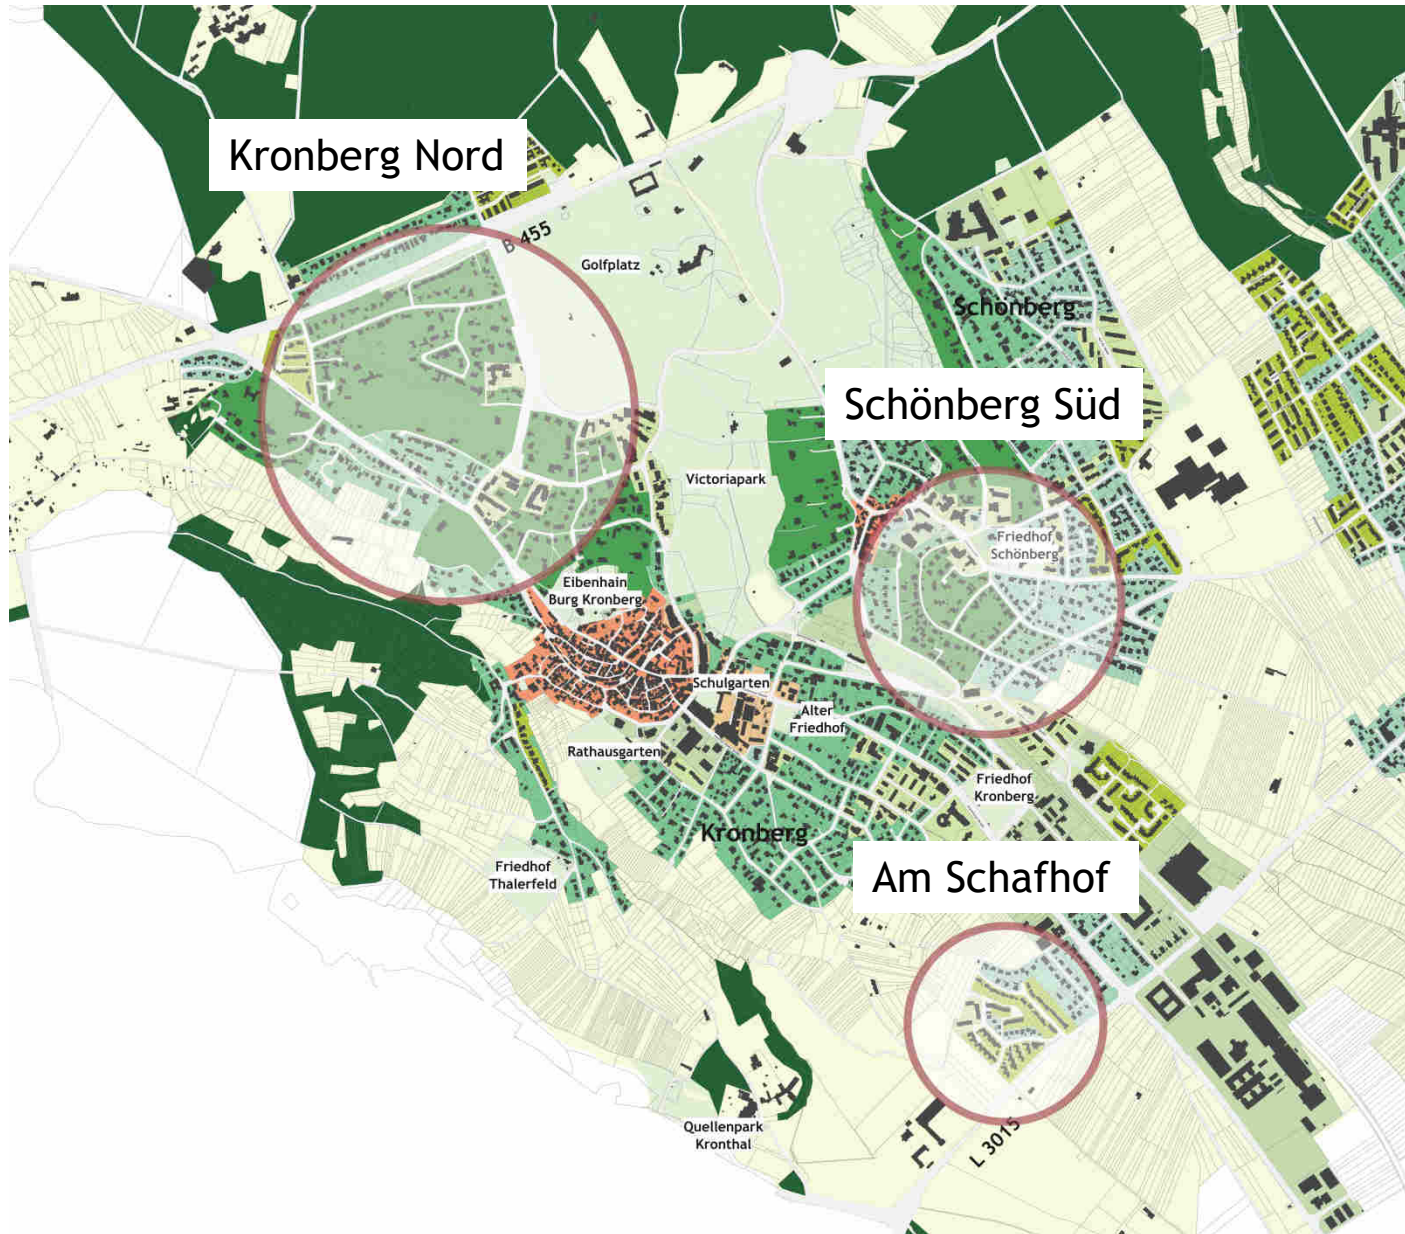 Kronberg Nord
B 455
Golfplatz
Schönberg
Schönberg Süd
Victoriapark
Friedhof
Schönberg
Eibenhain
Burg Kronberg
Schulgarten
Alter
Friedhof
Rathausgarten
Friedhof
Kronberg
Kronberg
Friedhof
Thalerfeld
Am Schafhof
Quellenpark
Kronthal
L 3015